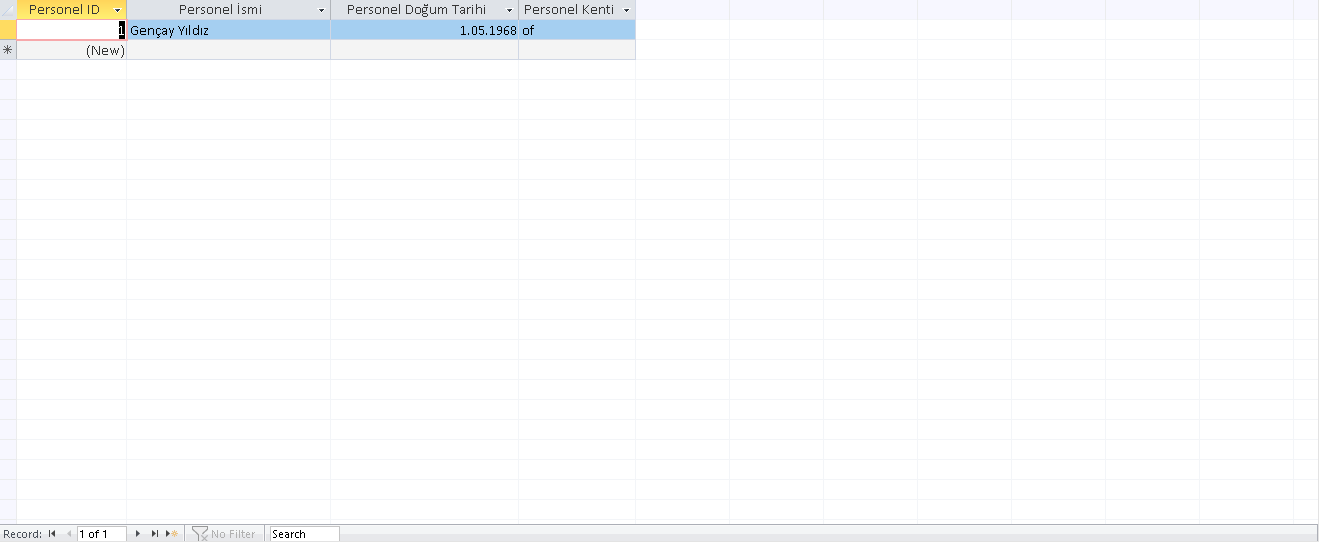 Personel ID Personel İsmi Personel Doğum Tarihi Personel Kenti
1 Gençay Yıldız 1.05.1968 of
(New)
Record: 1 of 1 No Filter Search